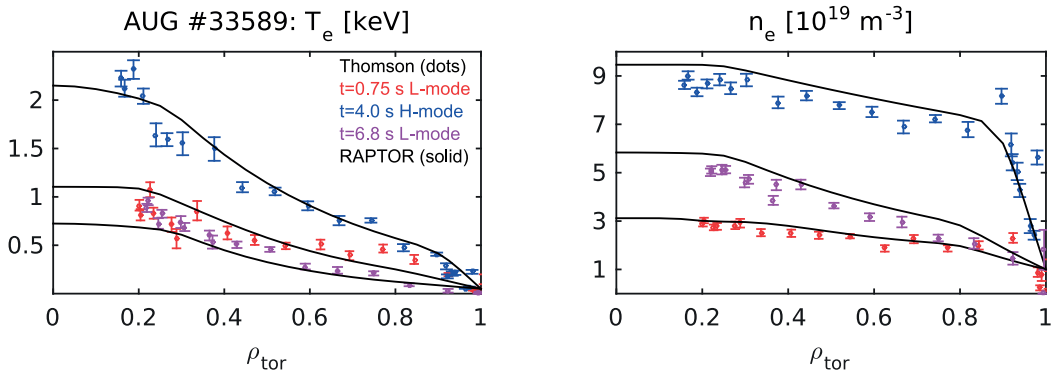 AUG #33589: T_e [keV]
2
1.5
1
0.5
Thomson (dots)
t=0.75 s L-mode
t=4.0 s H-mode
t=6.8 s L-mode
RAPTOR (solid)
0 0.2 0.4 0.6 0.8 1
ρ_tor
n_e [10^19 m^-3]
9
7
5
3
1
0 0.2 0.4 0.6 0.8 1
ρ_tor